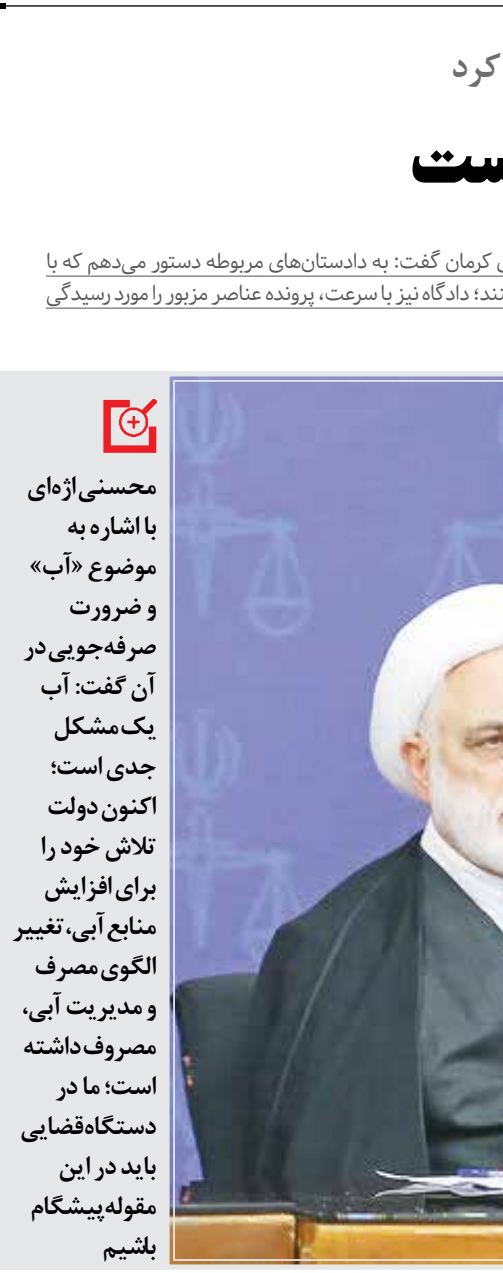 کرد
ست
کرمان گفت: به دادستان‌های مربوطه دستور می‌دهم که با
نند؛ دادگاه نیز با سرعت، پرونده عناصر مزبور را مورد رسیدگی
محسنی‌اژه‌ای
با اشاره به
موضوع «آب»
و ضرورت
صرفه‌جویی در
آن گفت: آب
یک مشکل
جدی است؛
اکنون دولت
تلاش خود را
برای افزایش
منابع آبی، تغییر
الگوی مصرف
و مدیریت آبی،
مصروف داشته
است؛ ما در
دستگاه قضایی
باید در این
مقوله پیشگام
باشیم